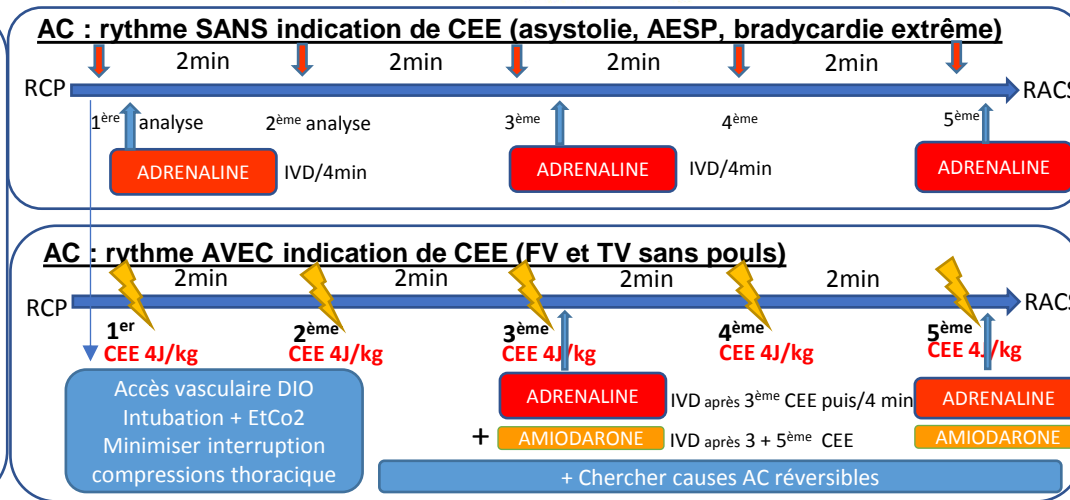 AC : rythme SANS indication de CEE (asystolie, AESP, bradycardie extrême)
2min 2min 2min 2min
RCP RACS
1ère analyse 2ème analyse 3ème 4ème 5ème
ADRENALINE IVD/4min ADRENALINE IVD/4min ADRENALINE
AC : rythme AVEC indication de CEE (FV et TV sans pouls)
2min 2min 2min 2min
RCP RACS
1er 2ème 3ème 4ème 5ème
CEE 4J/kg CEE 4J/kg CEE 4J/kg CEE 4J/kg CEE 4J/kg
Accès vasculaire DIO
Intubation + EtCo2
Minimiser interruption
compressions thoracique
ADRENALINE IVD après 3ème CEE puis/4 min ADRENALINE
+ AMIODARONE IVD après 3 + 5ème CEE AMIODARONE
+ Chercher causes AC réversibles